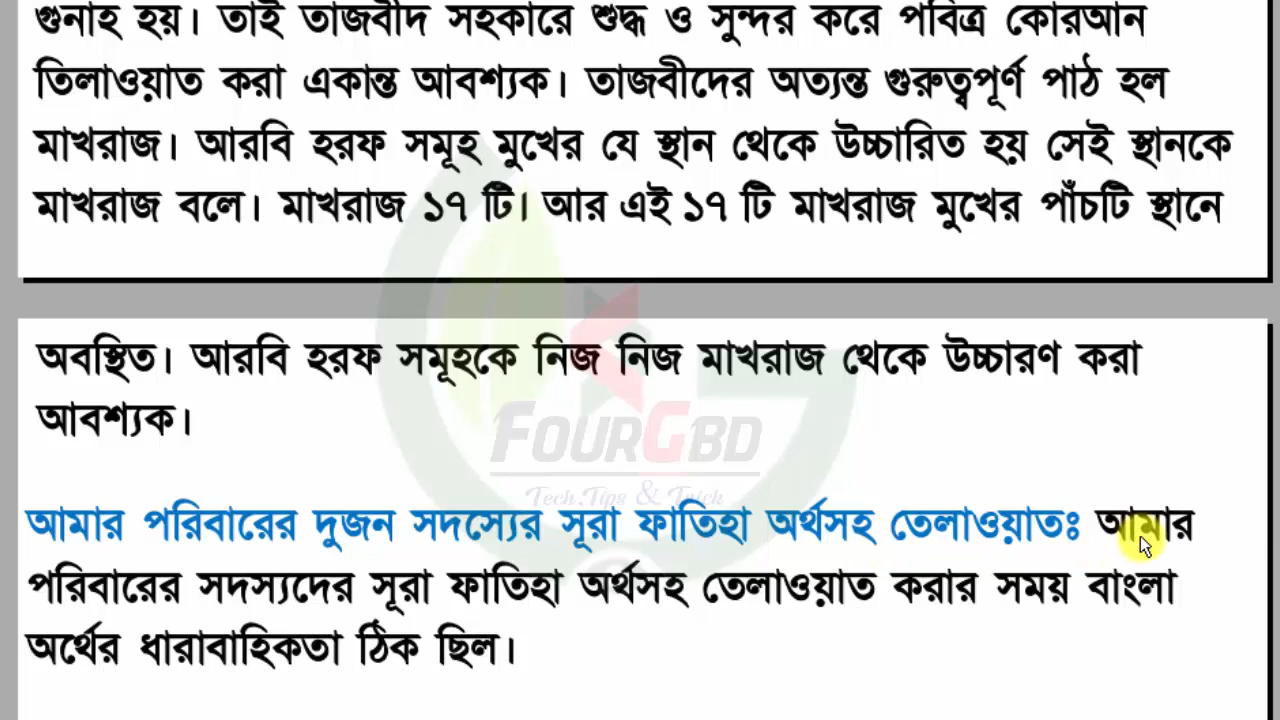 গুনাহ হয়। তাই তাজবীদ সহকারে শুদ্ধ ও সুন্দর করে পবিত্র কোরআন
তিলাওয়াত করা একান্ত আবশ্যক। তাজবীদের অত্যন্ত গুরুত্বপূর্ণ পাঠ হল
মাখরাজ। আরবি হরফ সমূহ মুখের যে স্থান থেকে উচ্চারিত হয় সেই স্থানকে
মাখরাজ বলে। মাখরাজ ১৭ টি। আর এই ১৭ টি মাখরাজ মুখের পাঁচটি স্থানে
অবস্থিত। আরবি হরফ সমূহকে নিজ নিজ মাখরাজ থেকে উচ্চারণ করা
আবশ্যক।
FOURGBD
Tech,Tips & Trick
আমার পরিবারের দুজন সদস্যের সূরা ফাতিহা অর্থসহ তেলাওয়াতঃ আমার
পরিবারের সদস্যদের সূরা ফাতিহা অর্থসহ তেলাওয়াত করার সময় বাংলা
অর্থের ধারাবাহিকতা ঠিক ছিল।